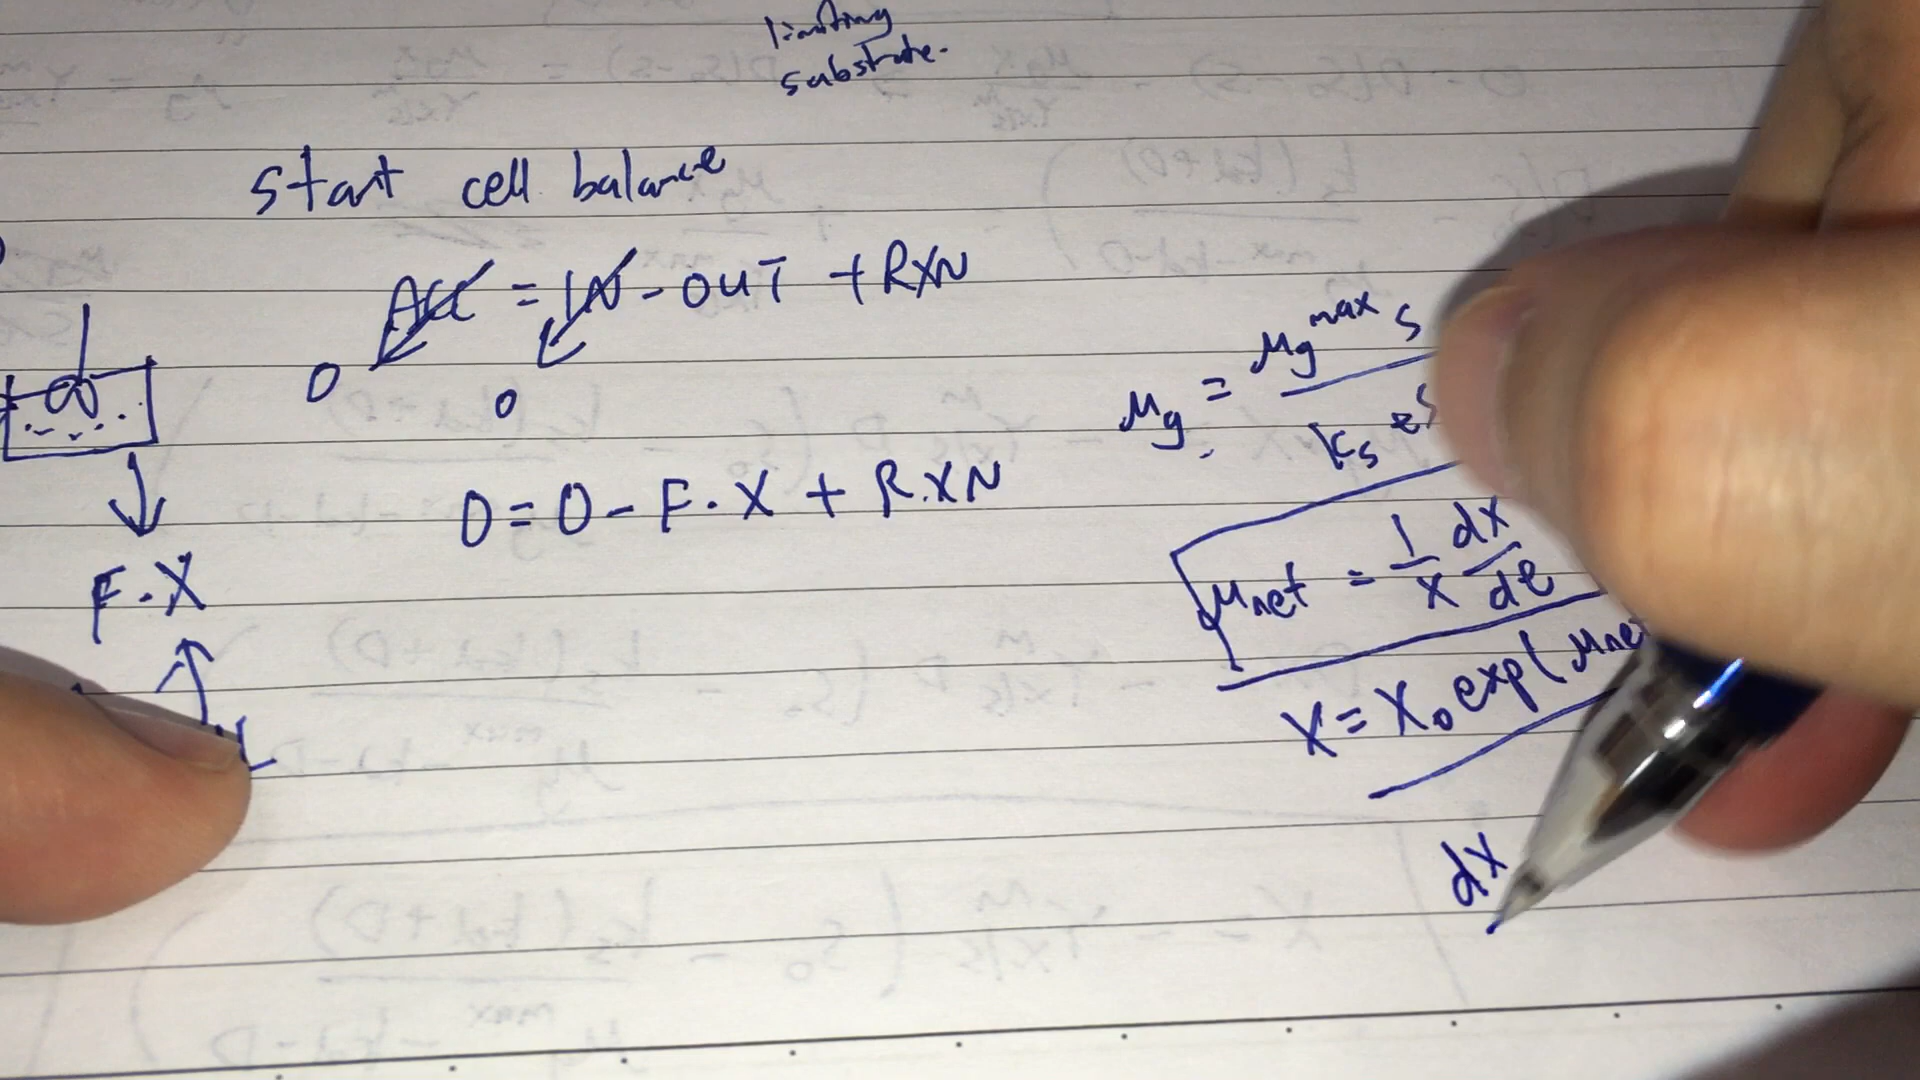 limiting
substrate.
start cell balance
ACC = IN - OUT + RXN
0
0
0 = 0 - F. X + R.XN
F. X
μg = μg^max s / ks + s
μnet = 1/x dx/dt
X = X₀ exp( μnet
dx